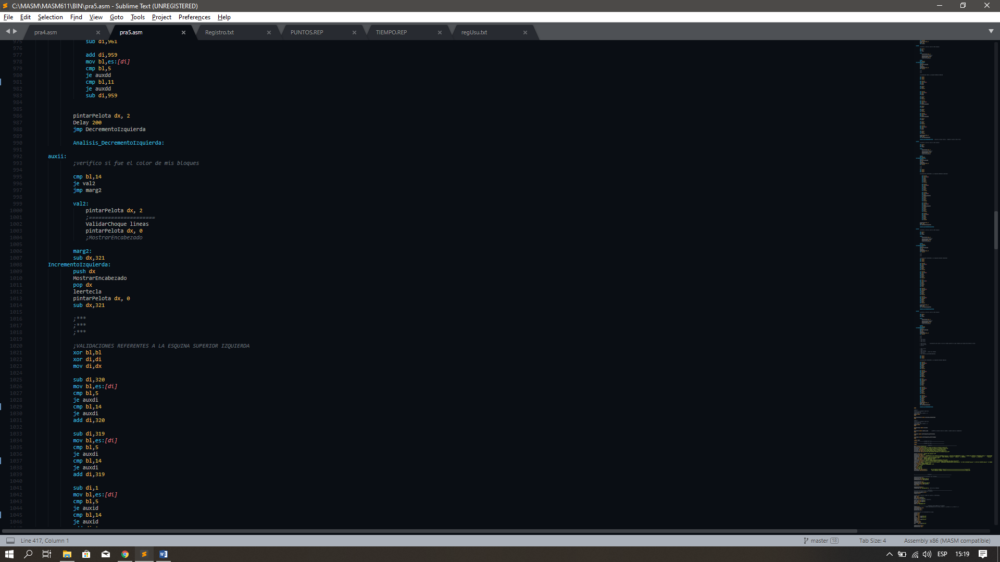 C:\MASM\MASM611\BIN\pra5.asm - Sublime Text (UNREGISTERED)
File Edit Selection Find View Goto Tools Project Preferences Help
pra4.asm pra5.asm Registro.txt PUNTOS.REP TIEMPO.REP regUsu.txt
975 sub di,961
976
977 add di,959
978 mov bl,es:[di]
979 cmp bl,5
980 je auxdd
981 cmp bl,11
982 je auxdd
983 sub di,959
984
985
986 pintarPelota dx, 2
987 Delay 200
988 jmp DecrementoIzquierda
989
990 Analisis_DecrementoIzquierda:
991
992 auxii:
993 ;verifico si fue el color de mis bloques
994
995 cmp bl,14
996 je val2
997 jmp marg2
998
999 val2:
1000 pintarPelota dx, 2
1001 ;=====================
1002 ValidarChoque lineas
1003 pintarPelota dx, 0
1004 ;MostrarEncabezado
1005
1006 marg2:
1007 sub dx,321
1008 IncrementoIzquierda:
1009 push dx
1010 MostrarEncabezado
1011 pop dx
1012 leertecla
1013 pintarPelota dx, 0
1014 sub dx,321
1015
1016 ;***
1017 ;***
1018 ;***
1019
1020 ;VALIDACIONES REFERENTES A LA ESQUINA SUPERIOR IZQUIERDA
1021 xor bl,bl
1022 xor di,di
1023 mov di,dx
1024
1025 sub di,320
1026 mov bl,es:[di]
1027 cmp bl,5
1028 je auxdi
1029 cmp bl,14
1030 je auxdi
1031 add di,320
1032
1033 sub di,319
1034 mov bl,es:[di]
1035 cmp bl,5
1036 je auxdi
1037 cmp bl,14
1038 je auxdi
1039 add di,319
1040
1041 sub di,1
1042 mov bl,es:[di]
1043 cmp bl,5
1044 je auxid
1045 cmp bl,14
1046 je auxid
Line 417, Column 1 master 18 Tab Size: 4 Assembly x86 (MASM compatible)
ESP 15:19